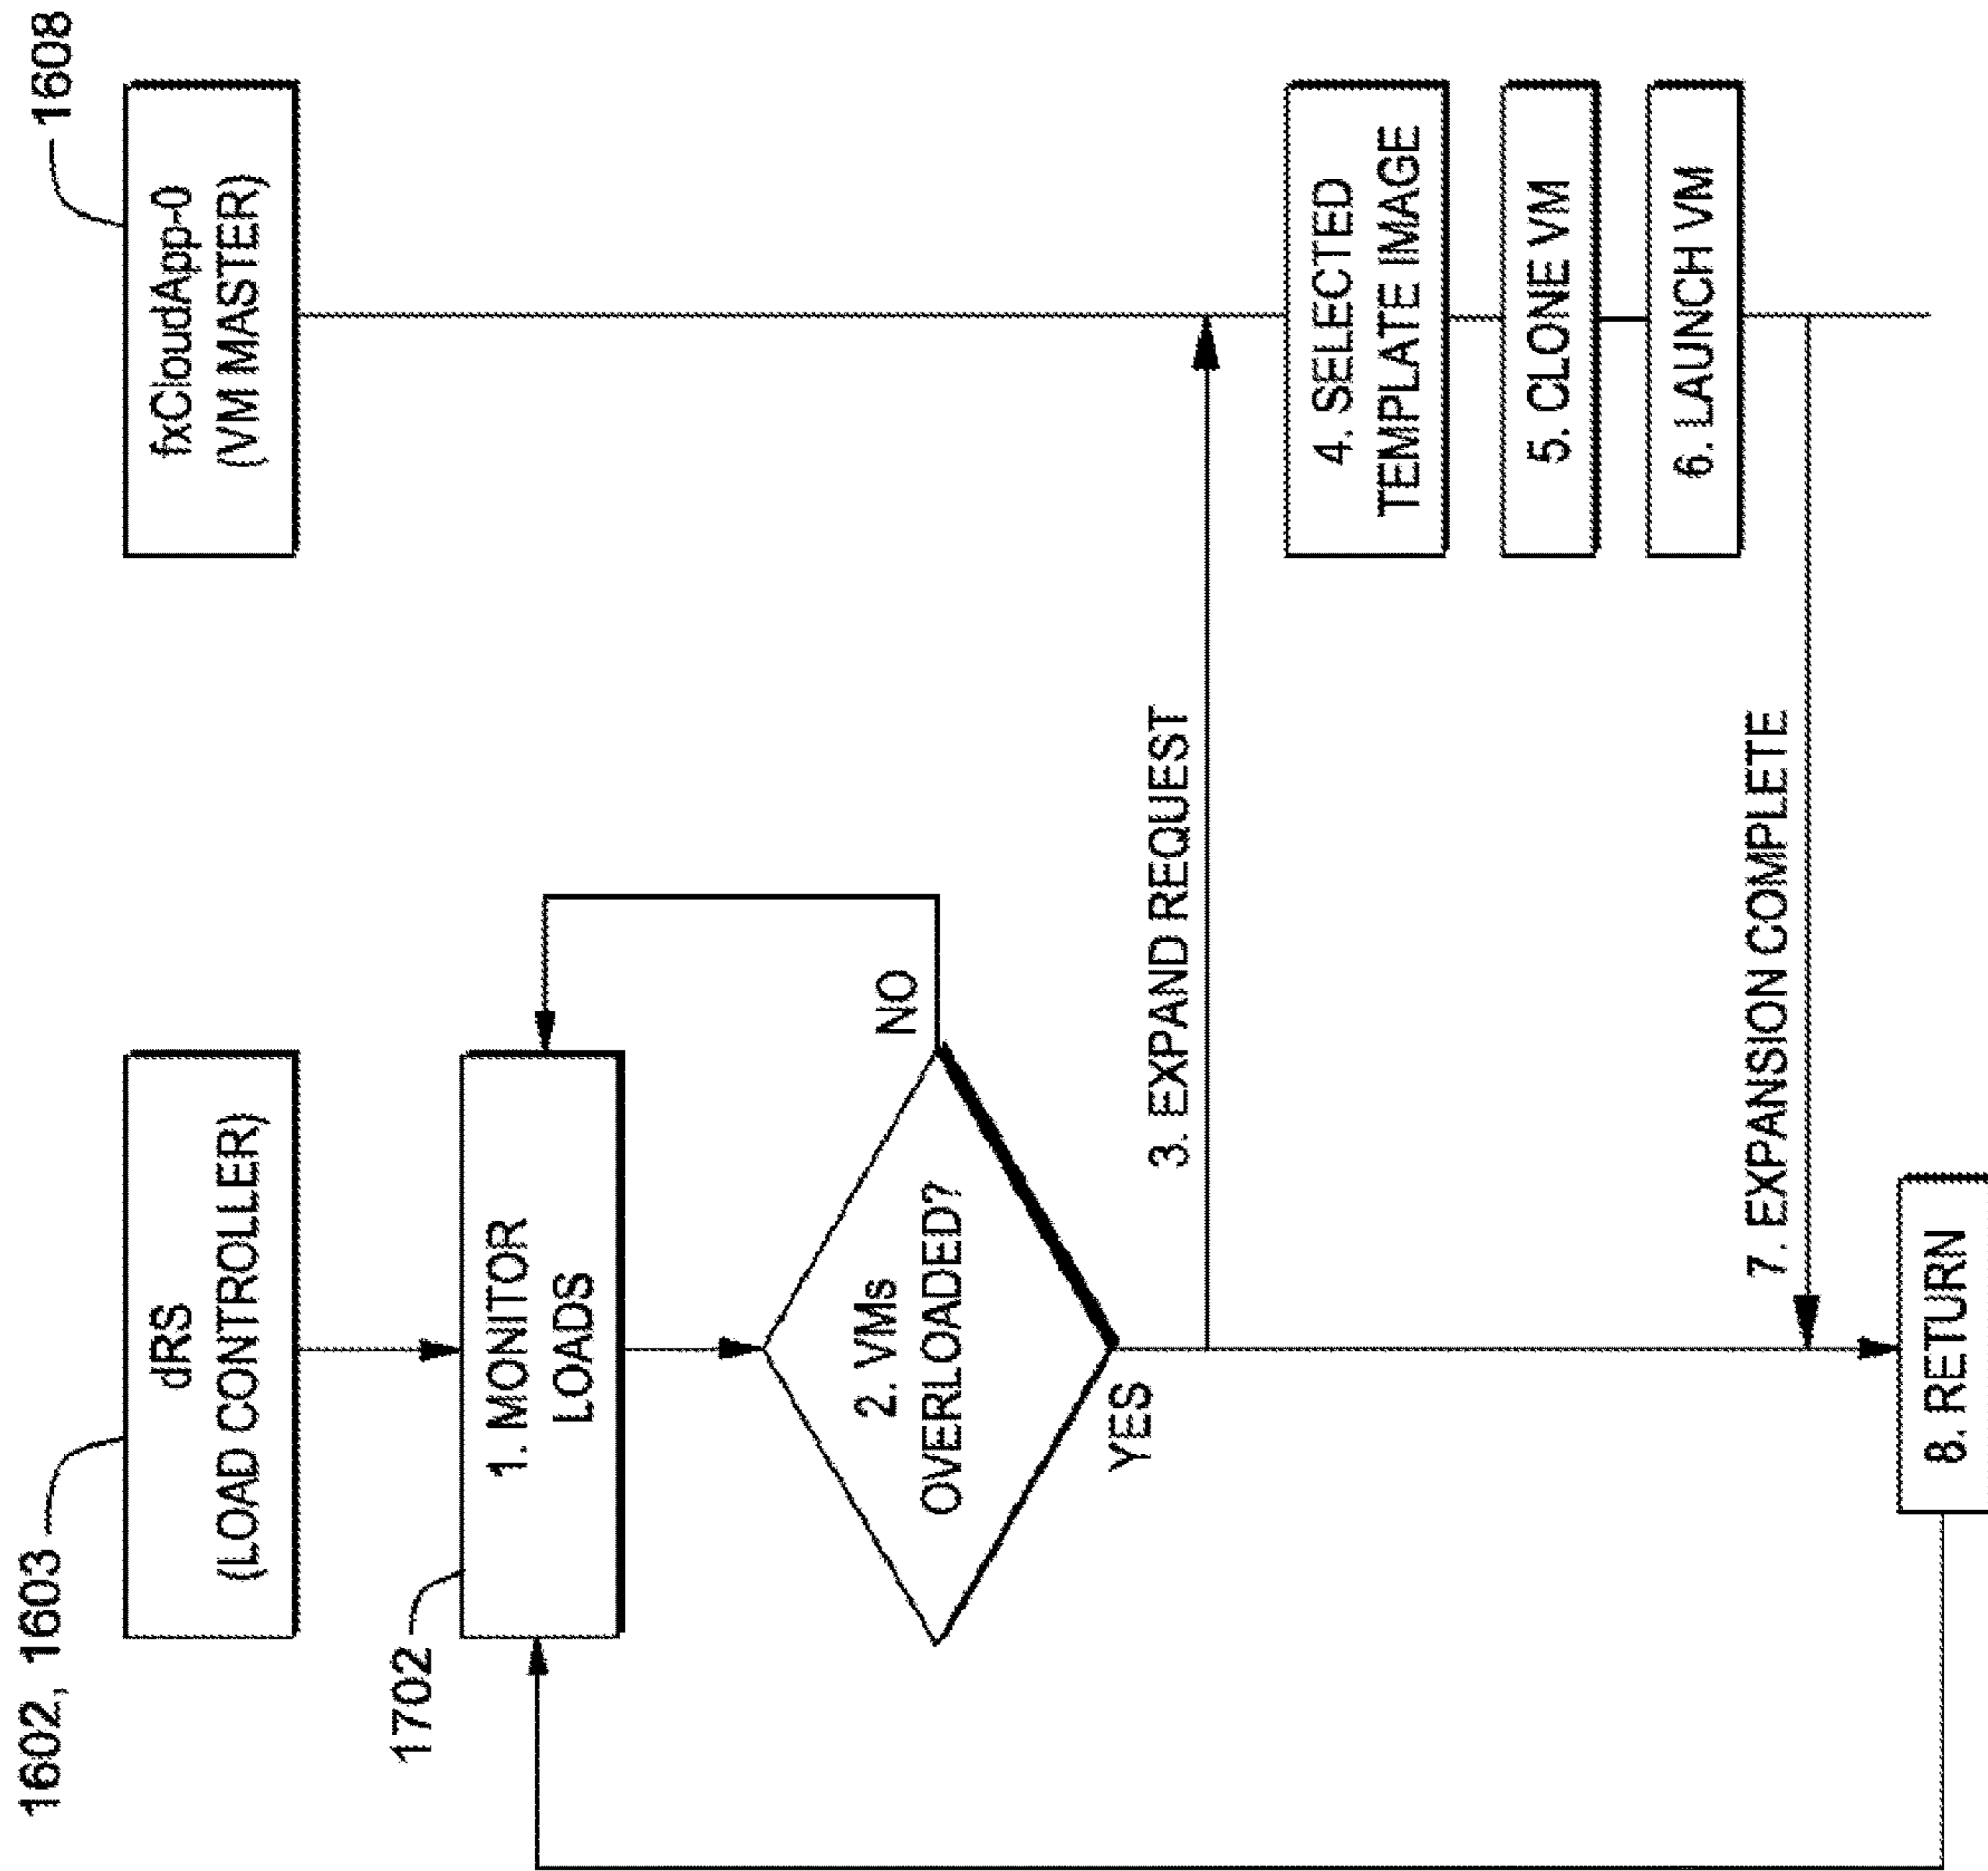 1602, 1603
dRS
(LOAD CONTROLLER)
1608
fxCloudApp-0
(VM MASTER)
1702
1. MONITOR
LOADS
2. VMs
OVERLOADED?
NO
YES
3. EXPAND REQUEST
4. SELECTED
TEMPLATE IMAGE
5. CLONE VM
6. LAUNCH VM
7. EXPANSION COMPLETE
8. RETURN